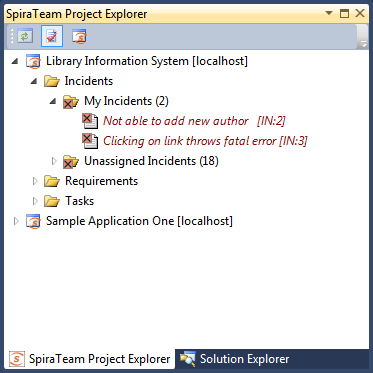 SpiraTeam Project Explorer
Library Information System [localhost]
Incidents
My Incidents (2)
Not able to add new author [IN:2]
Clicking on link throws fatal error [IN:3]
Unassigned Incidents (18)
Requirements
Tasks
Sample Application One [localhost]
SpiraTeam Project Explorer Solution Explorer